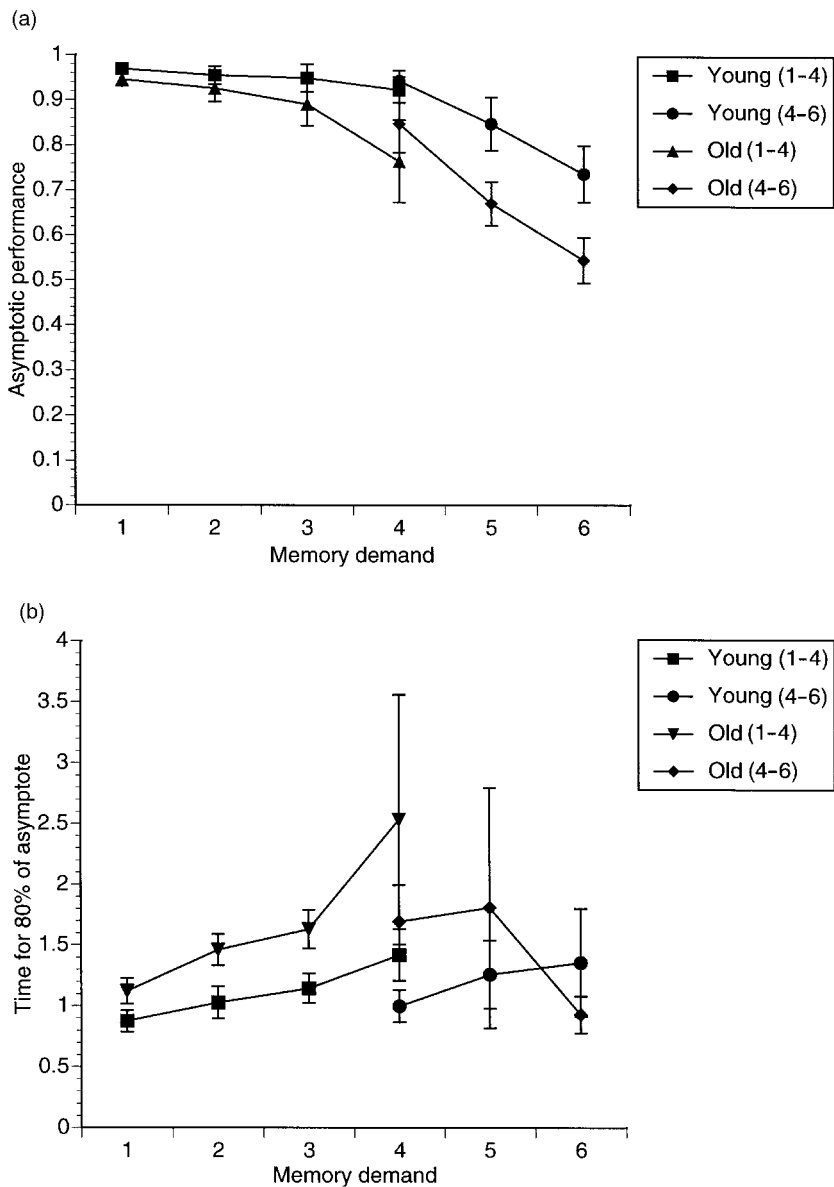 (a)
1
0.9
0.8
0.7
0.6
0.5
0.4
0.3
0.2
0.1
0
Asymptotic performance
1 2 3 4 5 6
Memory demand
Young (1–4)
Young (4–6)
Old (1–4)
Old (4–6)
(b)
4
3.5
3
2.5
2
1.5
1
0.5
0
Time for 80% of asymptote
1 2 3 4 5 6
Memory demand
Young (1–4)
Young (4–6)
Old (1–4)
Old (4–6)